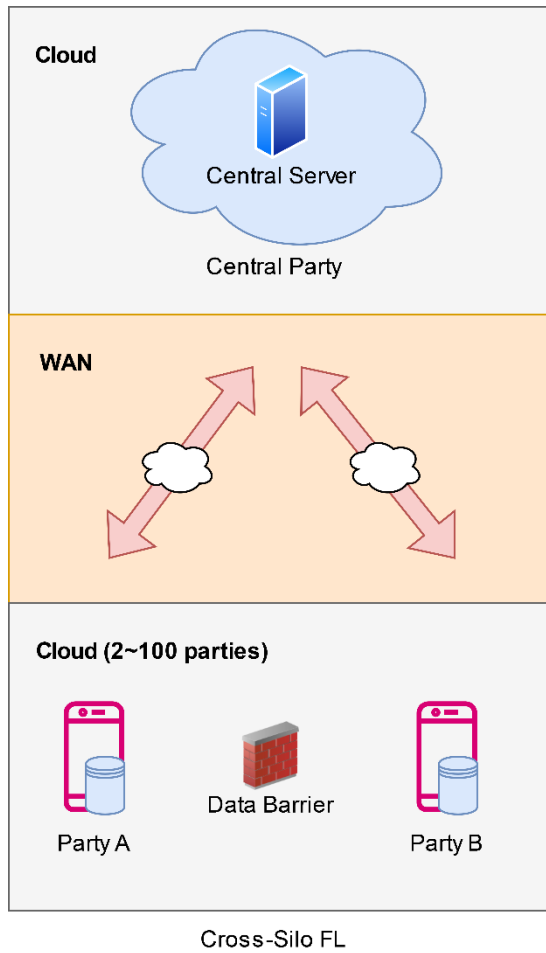 Cloud
Central Server
Central Party
WAN
Cloud (2~100 parties)
Data Barrier
Party A
Party B
Cross-Silo FL